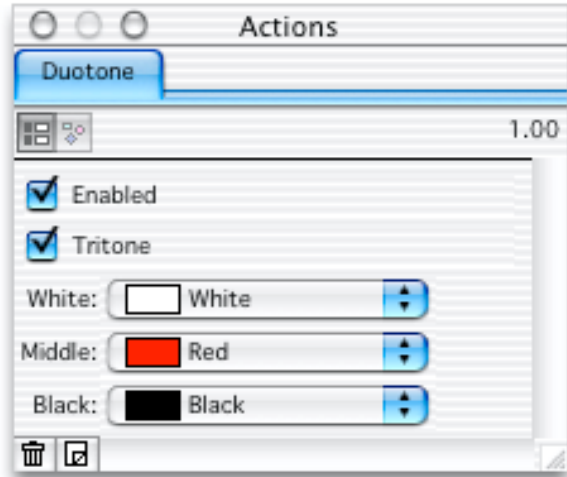 Actions
Duotone
1.00
Enabled
Tritone
White: White
Middle: Red
Black: Black